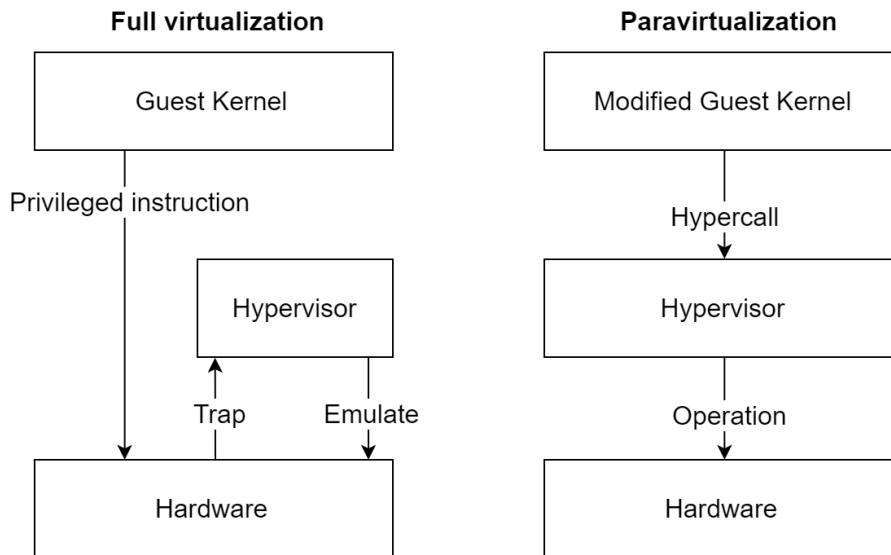 Full virtualization
Guest Kernel
Privileged instruction
Hypervisor
Trap
Emulate
Hardware
Paravirtualization
Modified Guest Kernel
Hypercall
Hypervisor
Operation
Hardware